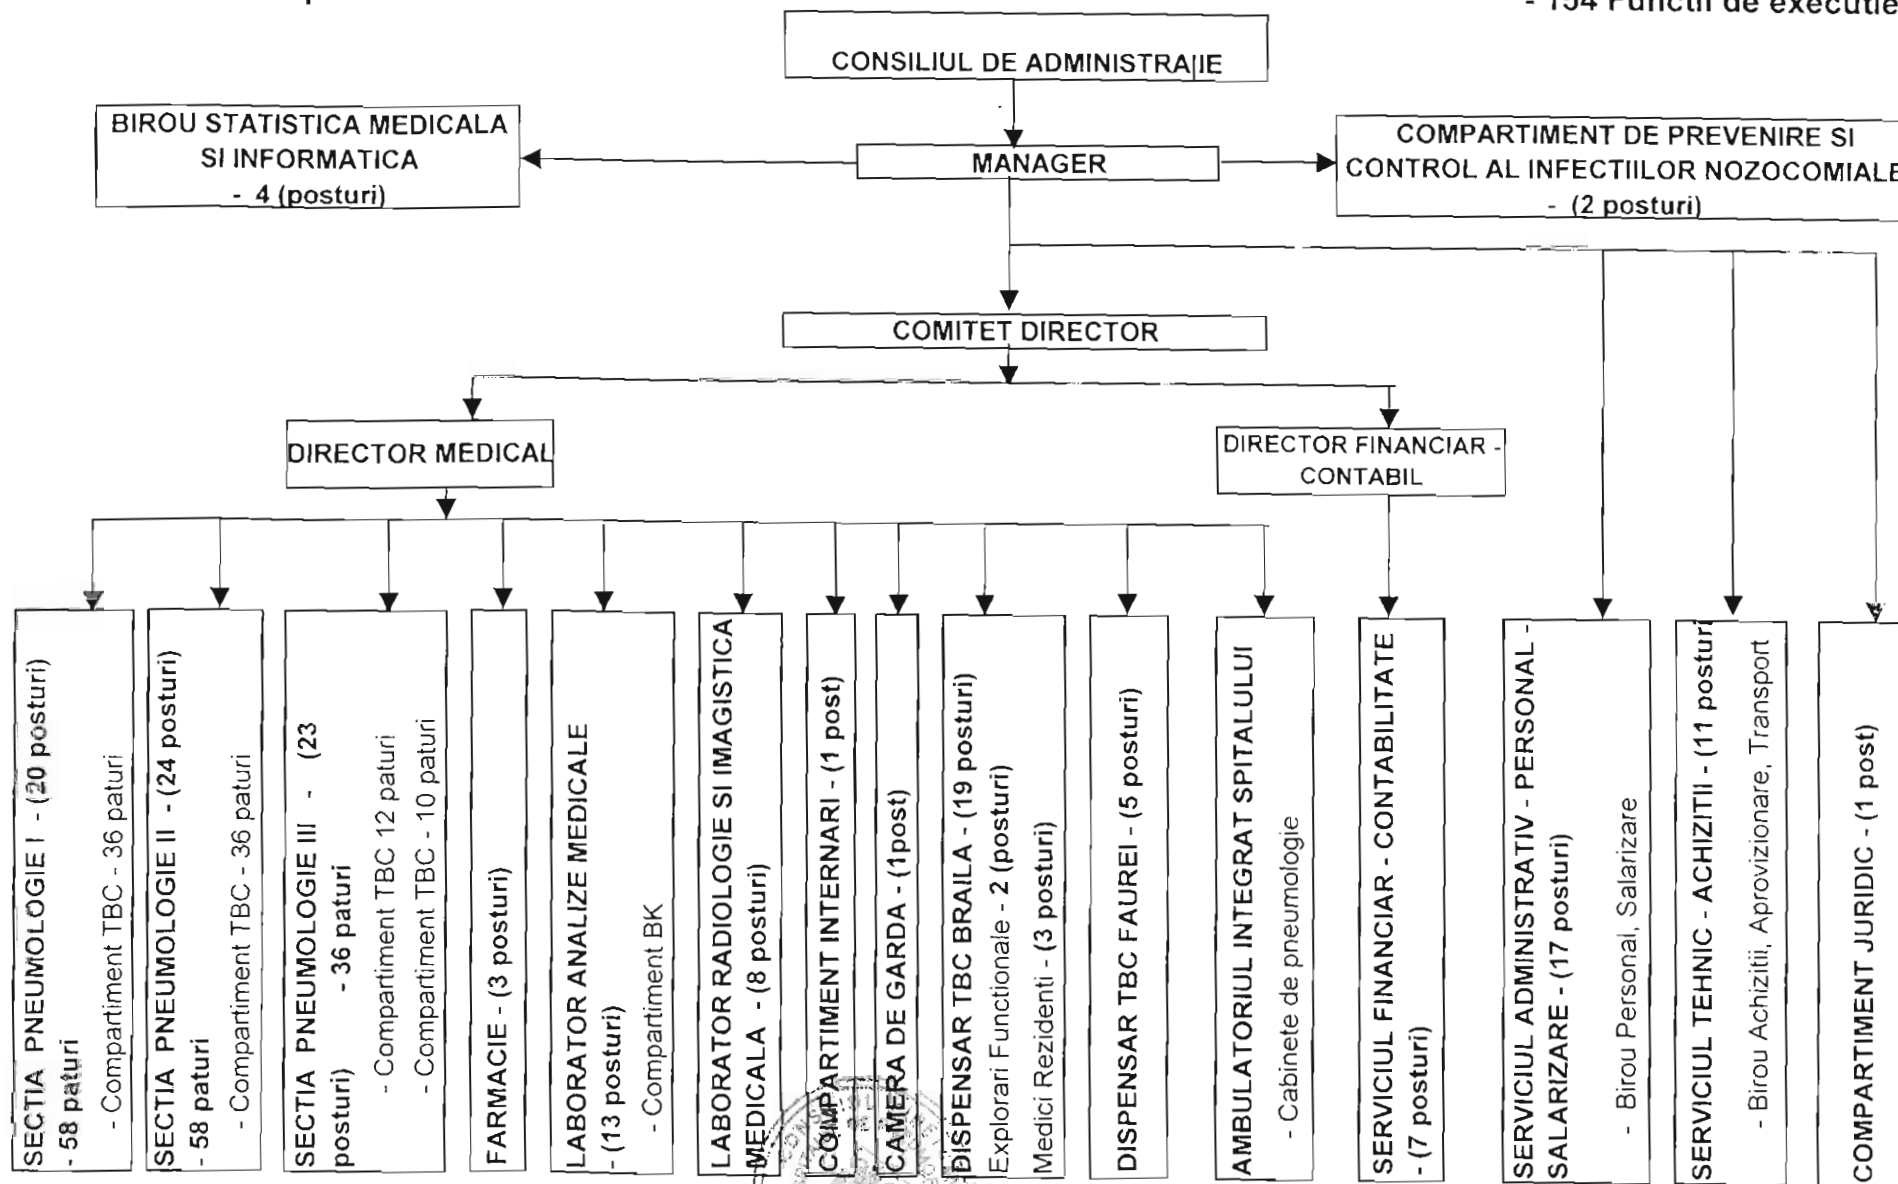 - 154 Functii de executie
CONSILIUL DE ADMINISTRAţIE
BIROU STATISTICA MEDICALA
SI INFORMATICA
- 4 (posturi)
MANAGER
COMPARTIMENT DE PREVENIRE SI
CONTROL AL INFECTIILOR NOZOCOMIALE
- (2 posturi)
COMITET DIRECTOR
DIRECTOR MEDICAL
DIRECTOR FINANCIAR -
CONTABIL
SECTIA PNEUMOLOGIE I - (20 posturi)
- 58 paturi
- Compartiment TBC - 36 paturi
SECTIA PNEUMOLOGIE II - (24 posturi)
- 58 paturi
- Compartiment TBC - 36 paturi
SECTIA PNEUMOLOGIE III - (23
posturi) - 36 paturi
- Compartiment TBC 12 paturi
- Compartiment TBC - 10 paturi
FARMACIE - (3 posturi)
LABORATOR ANALIZE MEDICALE
- (13 posturi)
- Compartiment BK
LABORATOR RADIOLOGIE SI IMAGISTICA
MEDICALA - (8 posturi)
COMPARTIMENT INTERNARI - (1 post)
CAMERA DE GARDA - (1post)
DISPENSAR TBC BRAILA - (19 posturi)
Explorari Functionale - 2 (posturi)
Medici Rezidenti - (3 posturi)
DISPENSAR TBC FAUREI - (5 posturi)
AMBULATORIUL INTEGRAT SPITALULUI
- Cabinete de pneumologie
SERVICIUL FINANCIAR - CONTABILITATE
- (7 posturi)
SERVICIUL ADMINISTRATIV - PERSONAL -
SALARIZARE - (17 posturi)
- Birou Personal, Salarizare
SERVICIUL TEHNIC - ACHIZITII - (11 posturi
- Birou Achizitii, Aprovizionare, Transport
COMPARTIMENT JURIDIC - (1 post)